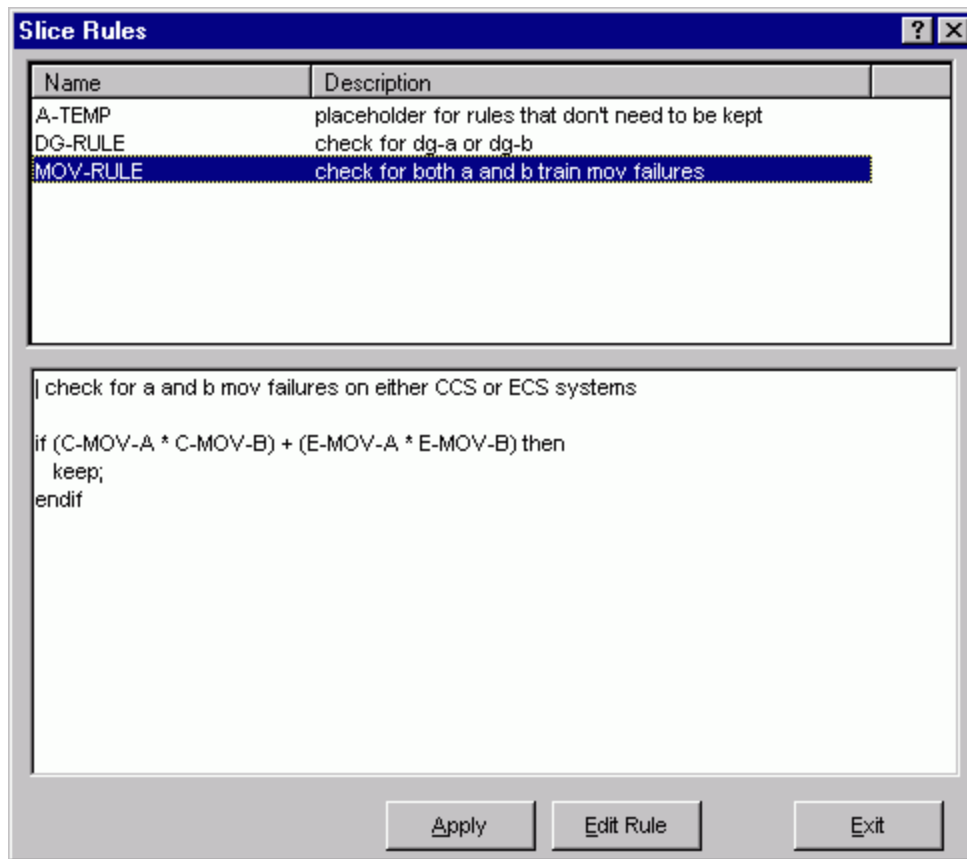 Slice Rules
Name Description
A-TEMP placeholder for rules that don't need to be kept
DG-RULE check for dg-a or dg-b
MOV-RULE check for both a and b train mov failures
| check for a and b mov failures on either CCS or ECS systems
if (C-MOV-A * C-MOV-B) + (E-MOV-A * E-MOV-B) then
keep;
endif
Apply Edit Rule Exit